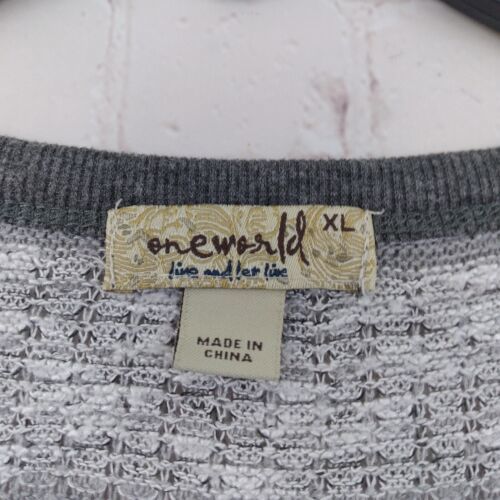 oneworld XL
live and let live
MADE IN
CHINA